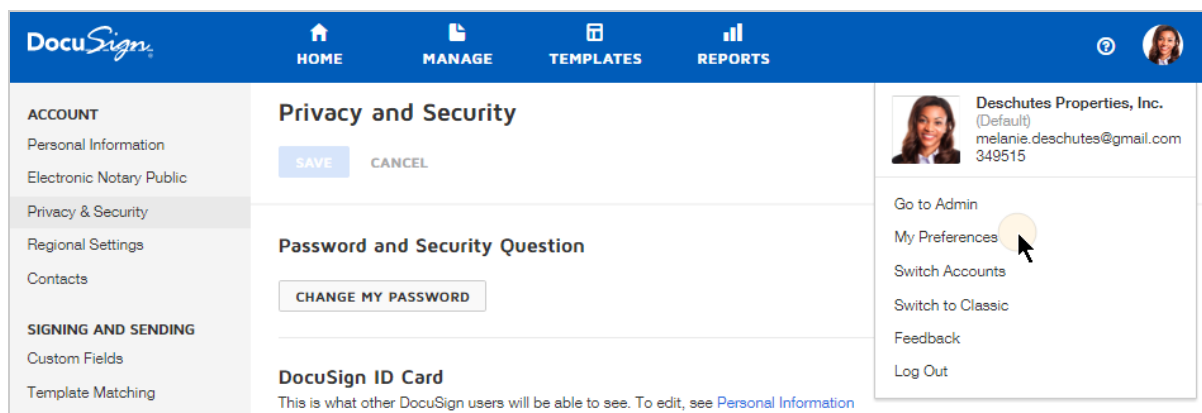 DocuSign
HOME
MANAGE
TEMPLATES
REPORTS
ACCOUNT
Personal Information
Electronic Notary Public
Privacy & Security
Regional Settings
Contacts
SIGNING AND SENDING
Custom Fields
Template Matching
Privacy and Security
SAVE CANCEL
Password and Security Question
CHANGE MY PASSWORD
DocuSign ID Card
This is what other DocuSign users will be able to see. To edit, see Personal Information
Deschutes Properties, Inc.
(Default)
melanie.deschutes@gmail.com
349515
Go to Admin
My Preferences
Switch Accounts
Switch to Classic
Feedback
Log Out